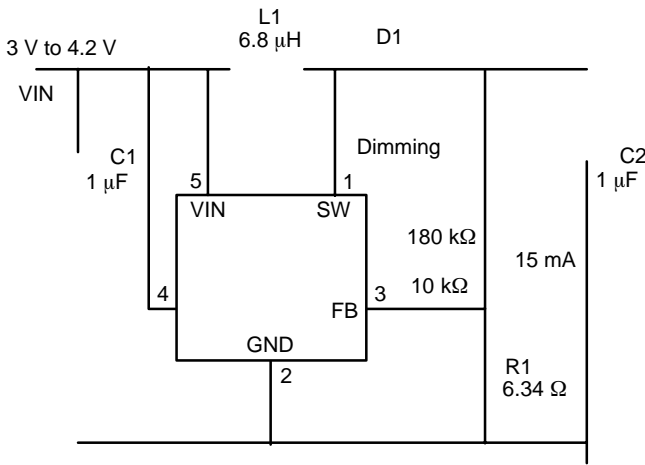 L1
6.8 μH
D1
3 V to 4.2 V
VIN
C1
1 μF
Dimming
C2
1 μF
5
1
VIN
SW
180 kΩ
15 mA
10 kΩ
4
3
FB
GND
2
R1
6.34 Ω